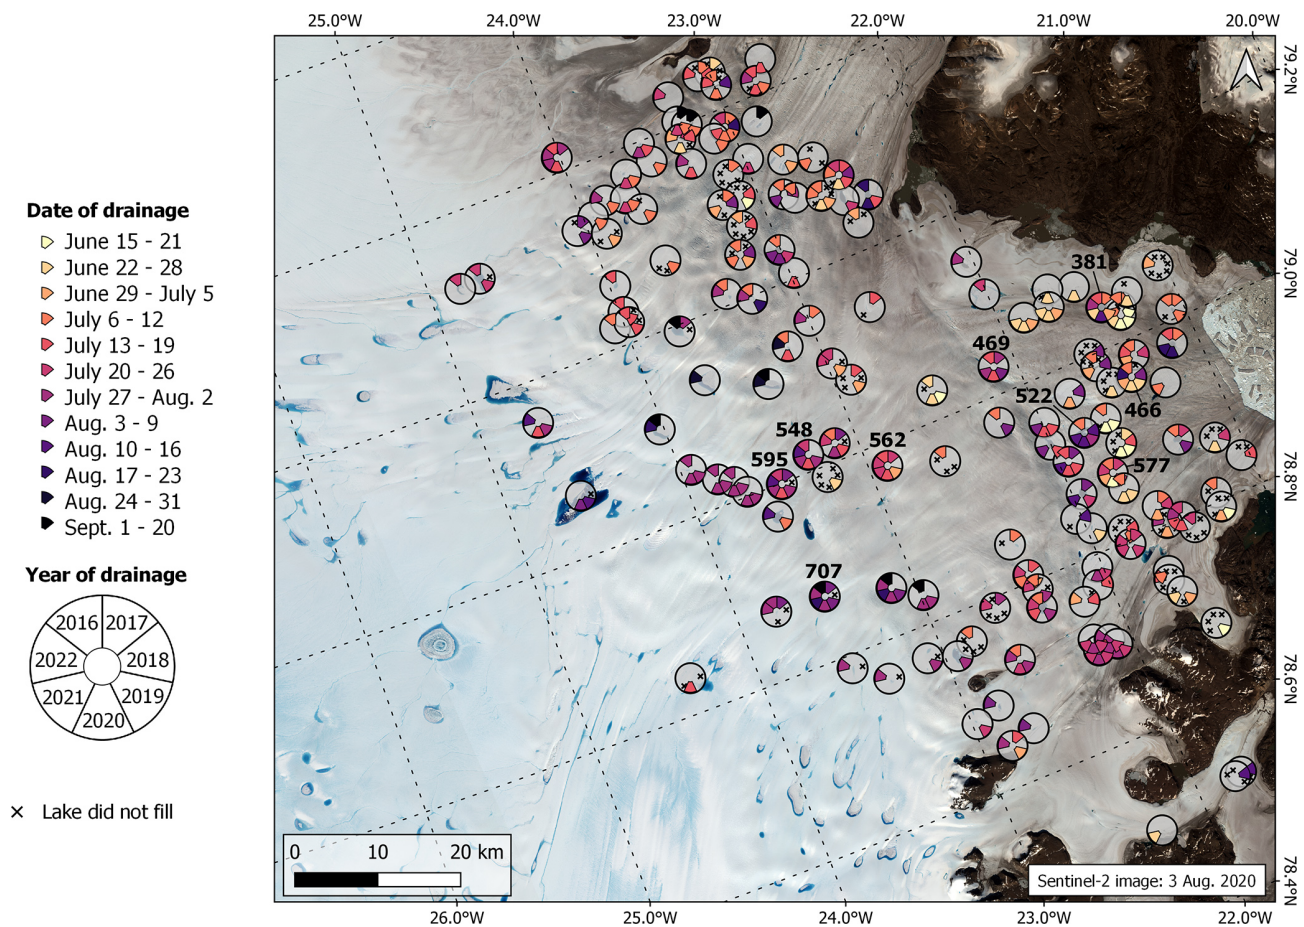 25.0°W 24.0°W 23.0°W 22.0°W 21.0°W 20.0°W
79.2°N
79.0°N
78.8°N
78.6°N
78.4°N
Date of drainage
June 15 - 21
June 22 - 28
June 29 - July 5
July 6 - 12
July 13 - 19
July 20 - 26
July 27 - Aug. 2
Aug. 3 - 9
Aug. 10 - 16
Aug. 17 - 23
Aug. 24 - 31
Sept. 1 - 20
Year of drainage
2016 2017
2022 2018
2021 2019
2020
× Lake did not fill
381
469
522
466
548
562
595
577
707
0 10 20 km
Sentinel-2 image: 3 Aug. 2020
26.0°W 25.0°W 24.0°W 23.0°W 22.0°W